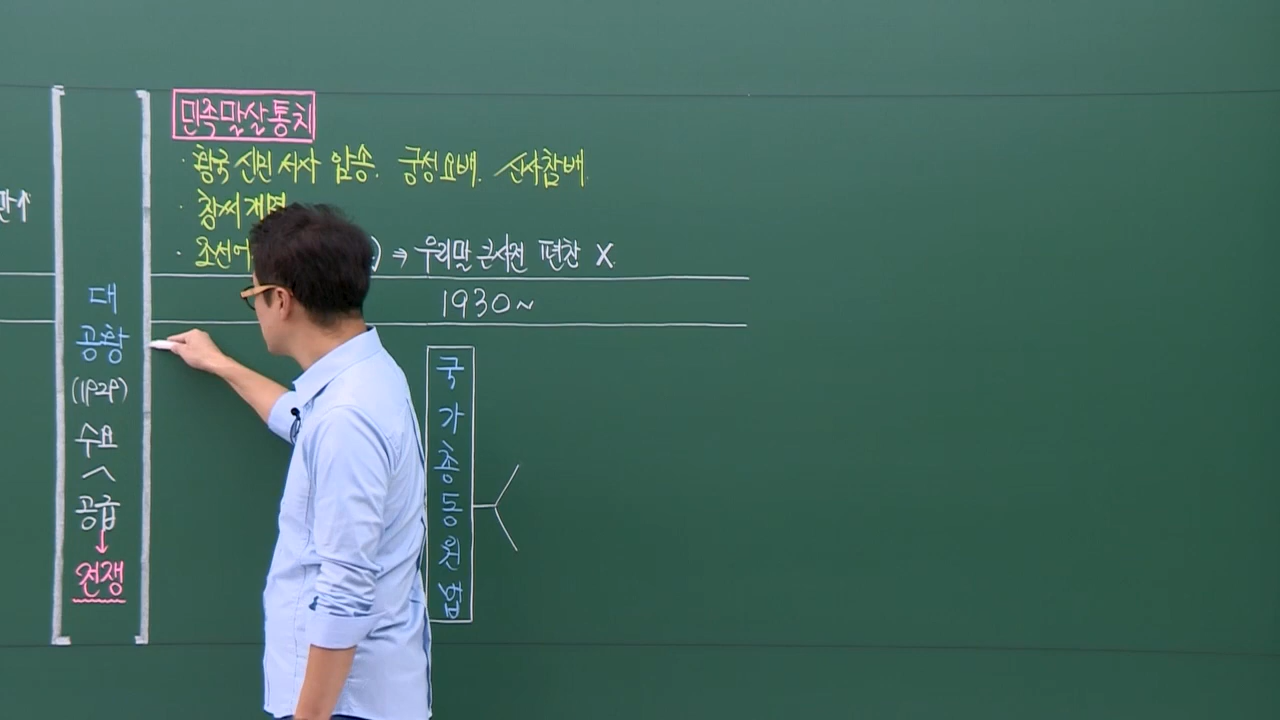 대
공황
(1929)
수요
^
공급
↓
전쟁
민족말살통치
· 황국신민서사 암송. 궁성요배. 신사참배.
· 창씨개명
· 조선어 ) ⇒ 우리말 큰사전 편찬 X
1930~
국
가
총
동
원
법